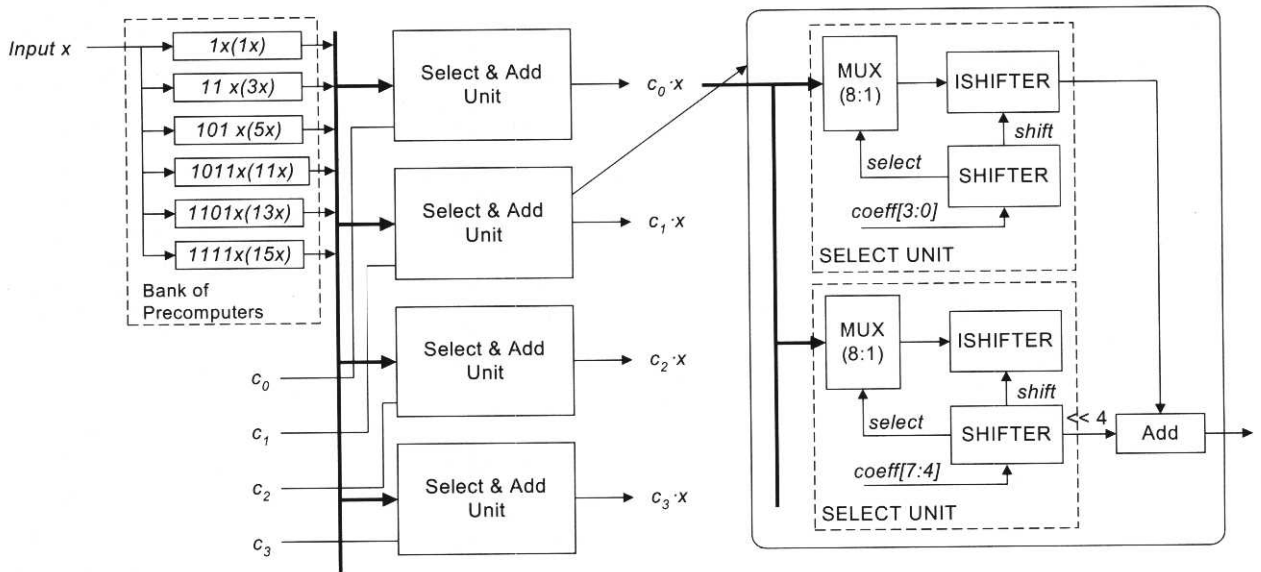 Input x
1x(1x)
11 x(3x)
101 x(5x)
1011x(11x)
1101x(13x)
1111x(15x)
Bank of
Precomputers
c0
c1
c2
c3
Select & Add
Unit
c0·x
Select & Add
Unit
c1·x
Select & Add
Unit
c2·x
Select & Add
Unit
c3·x
MUX
(8:1)
ISHIFTER
shift
select
SHIFTER
coeff[3:0]
SELECT UNIT
MUX
(8:1)
ISHIFTER
shift
select
SHIFTER
<< 4
Add
coeff[7:4]
SELECT UNIT